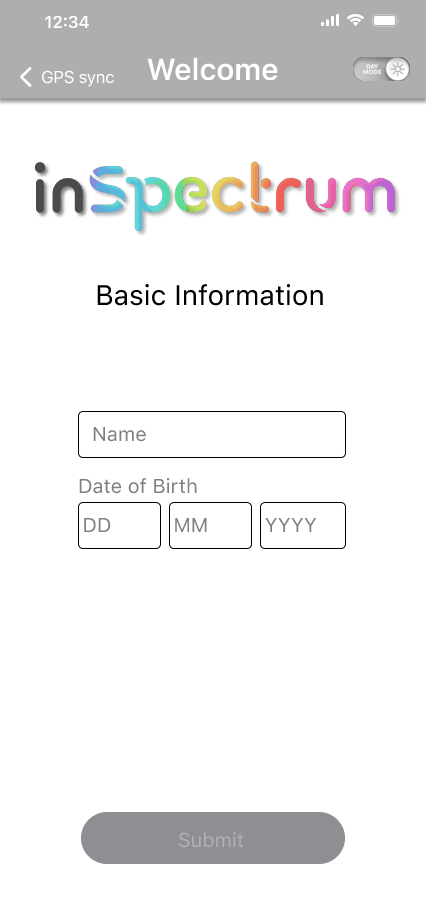 12:34
GPS sync
Welcome
DAY
MODE
inSpectrum
Basic Information
Name
Date of Birth
DD MM YYYY
Submit